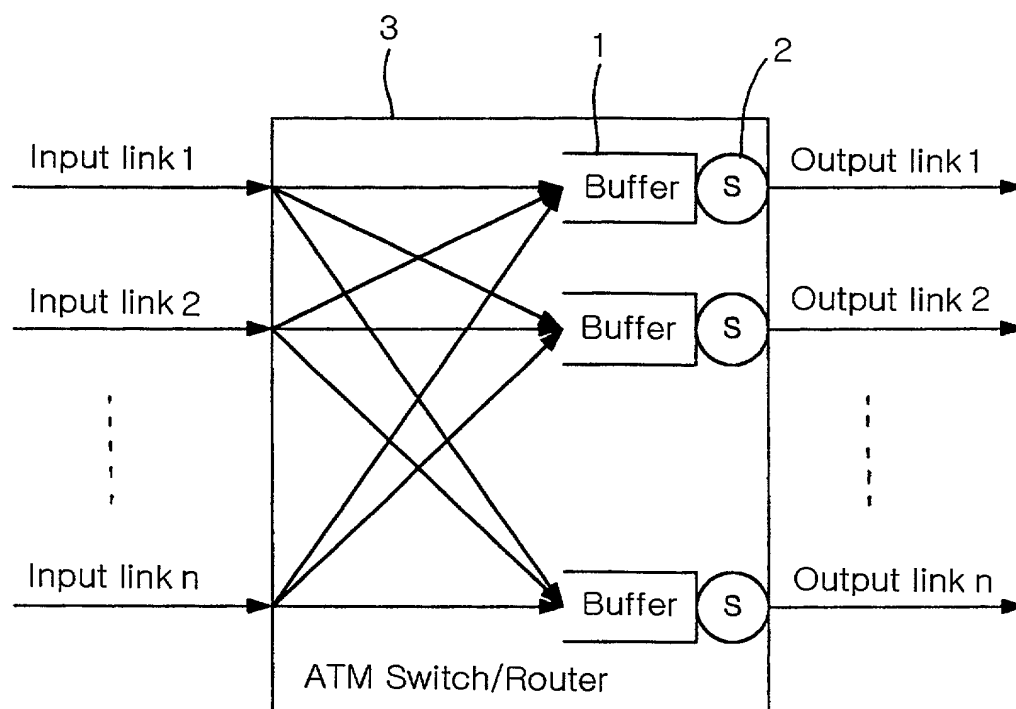 3
1
2
Input link 1
Buffer
S
Output link 1
Input link 2
Buffer
S
Output link 2
Input link n
Buffer
S
Output link n
ATM Switch/Router